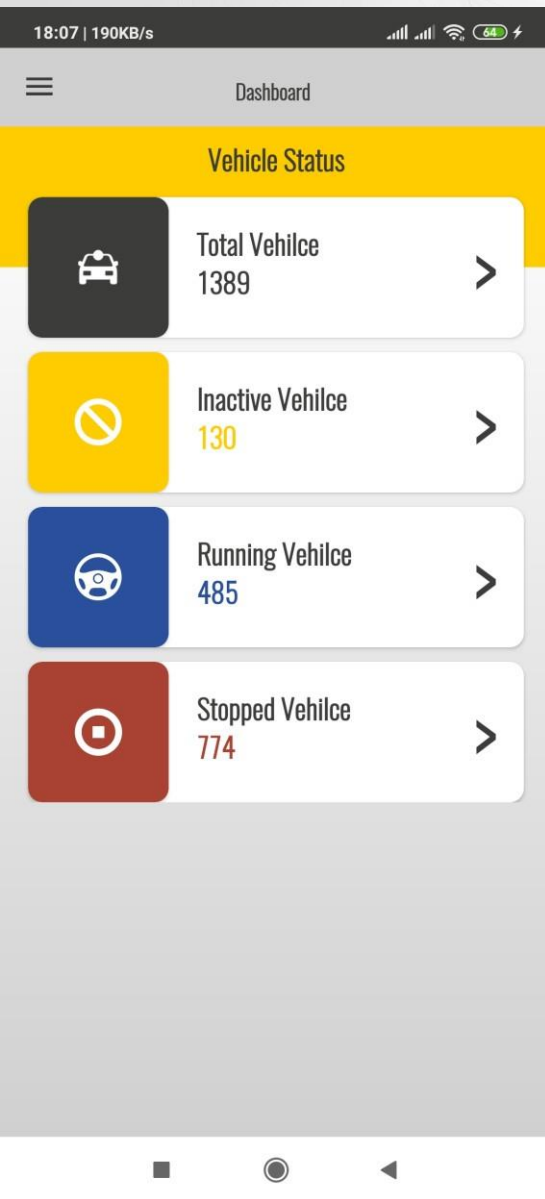 18:07 | 190KB/s 64
Dashboard
Vehicle Status
Total Vehilce
1389
Inactive Vehilce
130
Running Vehilce
485
Stopped Vehilce
774